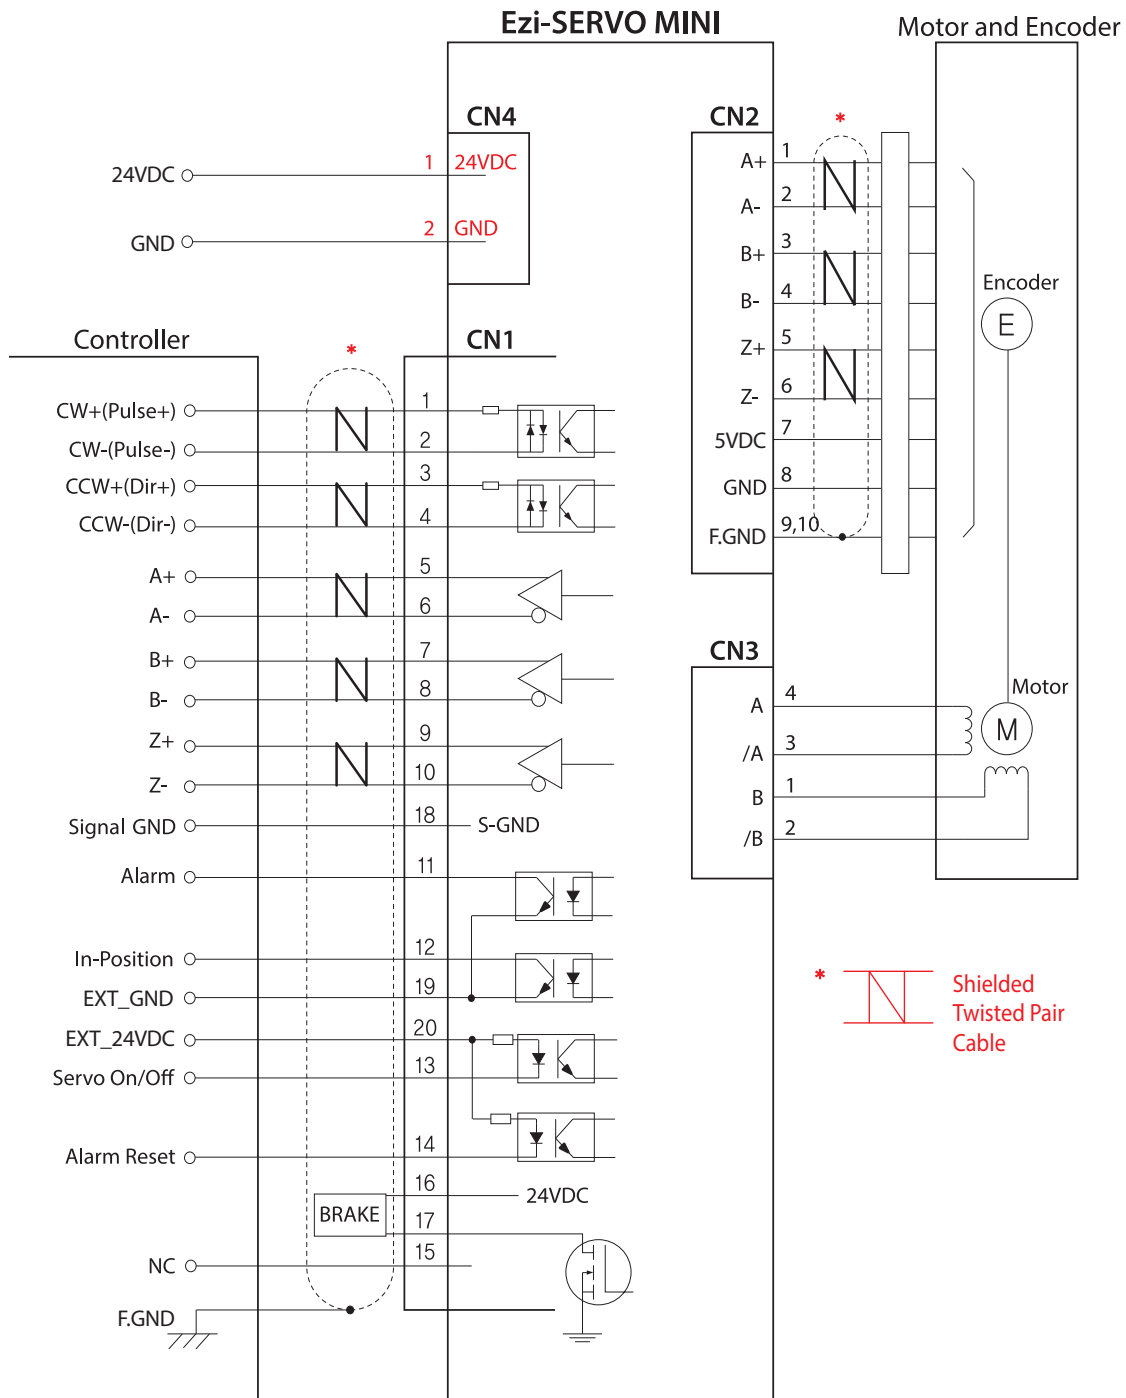 Ezi-SERVO MINI
Motor and Encoder
CN4
1 24VDC
24VDC
2 GND
GND
CN2
*
A+ 1
A- 2
B+ 3
B- 4
Z+ 5
Z- 6
5VDC 7
GND 8
F.GND 9,10
Encoder
E
Controller
*
CN1
CW+(Pulse+) 1
CW-(Pulse-) 2
CCW+(Dir+) 3
CCW-(Dir-) 4
A+ 5
A- 6
B+ 7
B- 8
Z+ 9
Z- 10
Signal GND 18 S-GND
Alarm 11
In-Position 12
EXT_GND 19
EXT_24VDC 20
Servo On/Off 13
Alarm Reset 14
16 24VDC
BRAKE
17
NC 15
F.GND
CN3
A 4
/A 3
B 1
/B 2
Motor
M
* Shielded
Twisted Pair
Cable